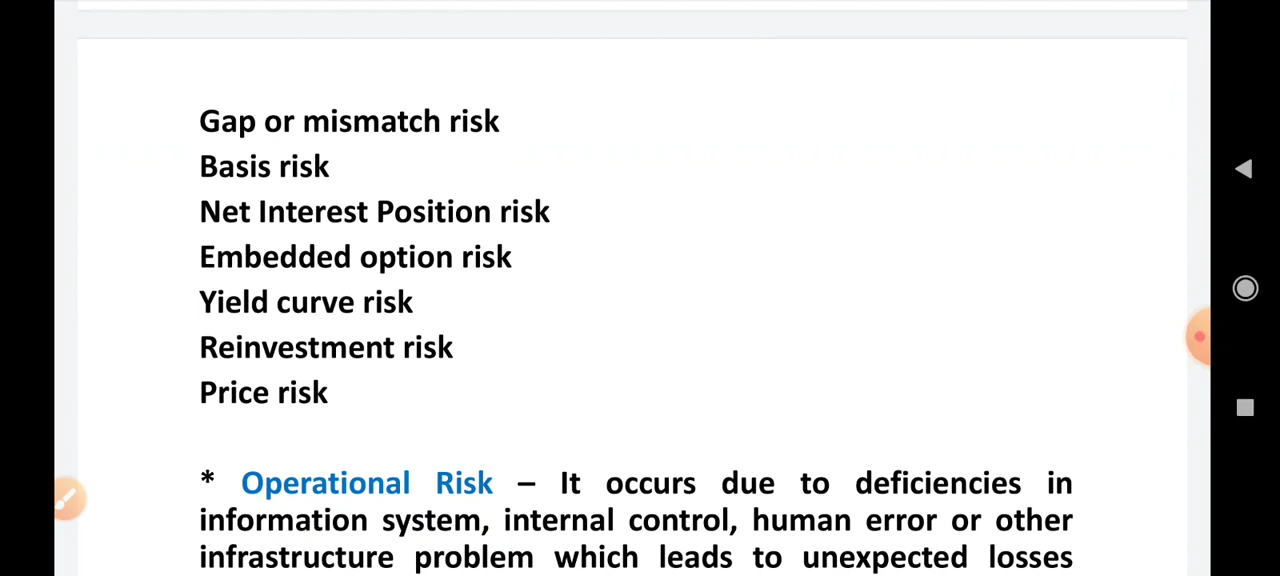 Gap or mismatch risk
Basis risk
Net Interest Position risk
Embedded option risk
Yield curve risk
Reinvestment risk
Price risk
* Operational Risk – It occurs due to deficiencies in
information system, internal control, human error or other
infrastructure problem which leads to unexpected losses